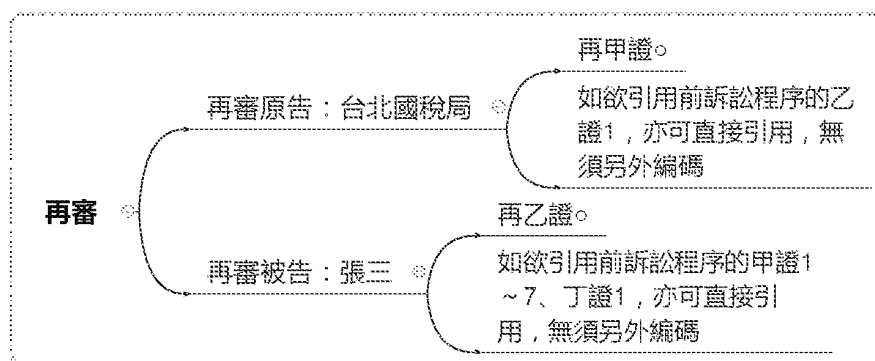 再審
再審原告：台北國稅局
再甲證○
如欲引用前訴訟程序的乙
證1，亦可直接引用，無
須另外編碼
再審被告：張三
再乙證○
如欲引用前訴訟程序的甲證1
～7、丁證1，亦可直接引
用，無須另外編碼